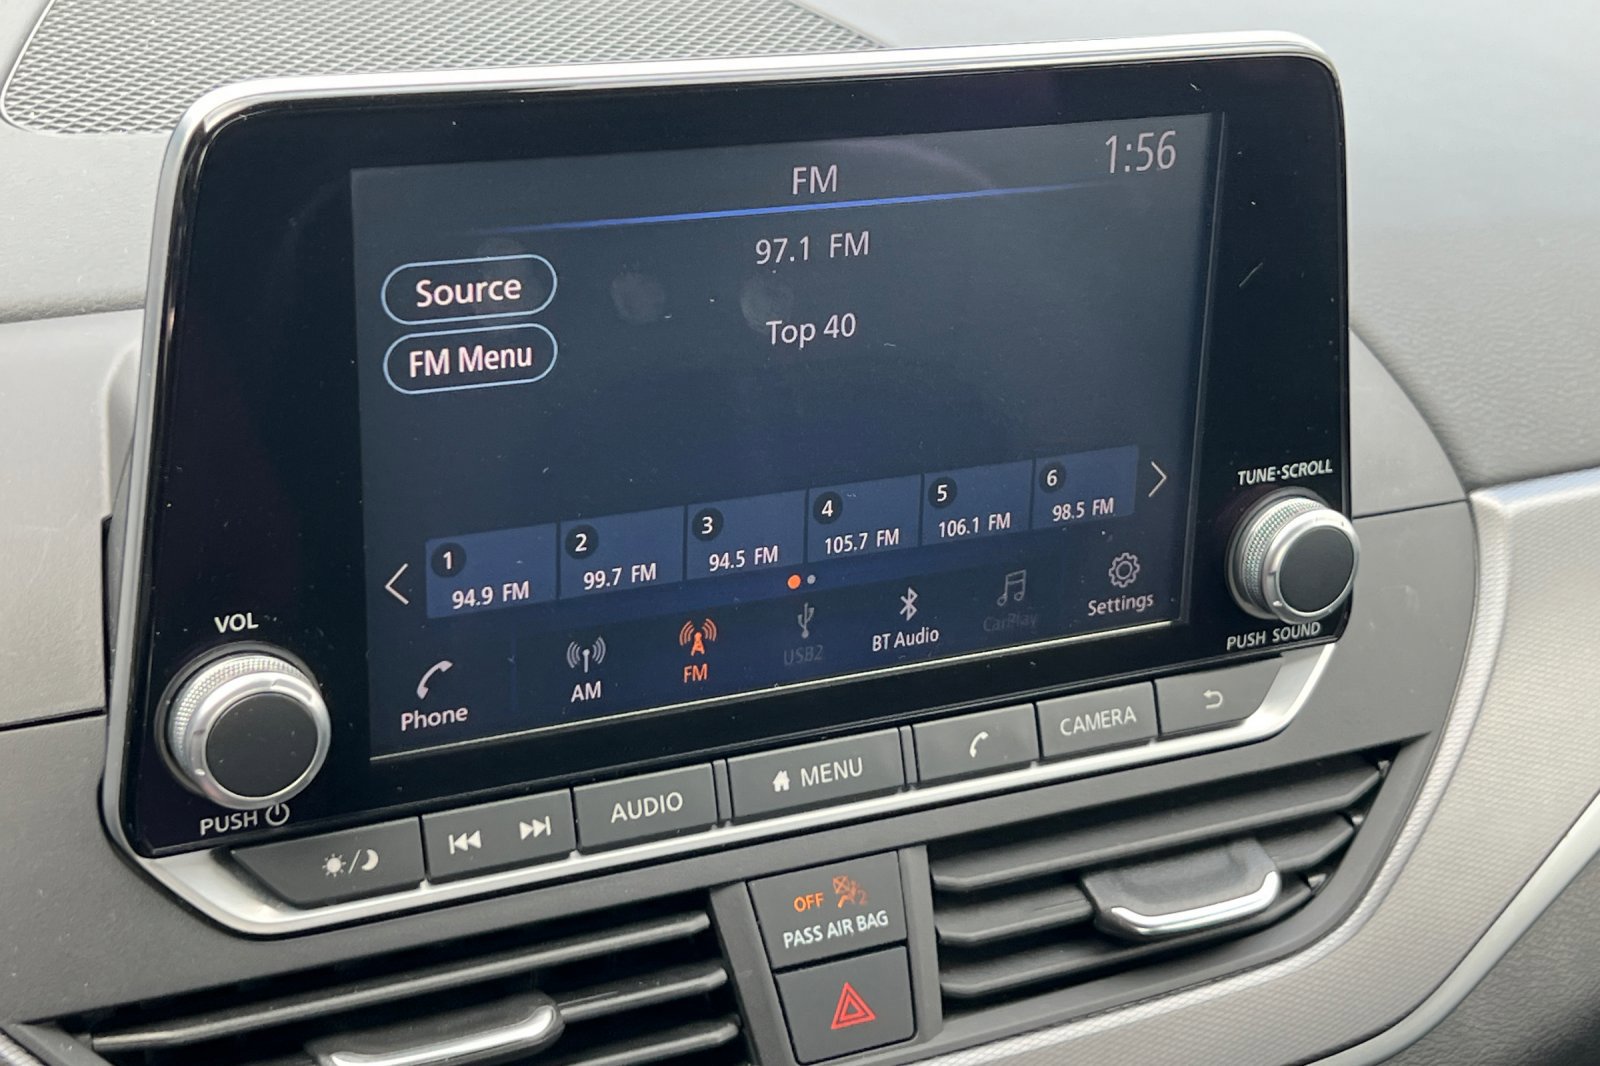 1:56
FM
97.1 FM
Source
Top 40
FM Menu
1
94.9 FM
2
99.7 FM
3
94.5 FM
4
105.7 FM
5
106.1 FM
6
98.5 FM
Phone
AM
FM
USB2
BT Audio
CarPlay
Settings
VOL
PUSH
TUNE·SCROLL
PUSH SOUND
AUDIO
MENU
CAMERA
OFF
2
PASS AIR BAG